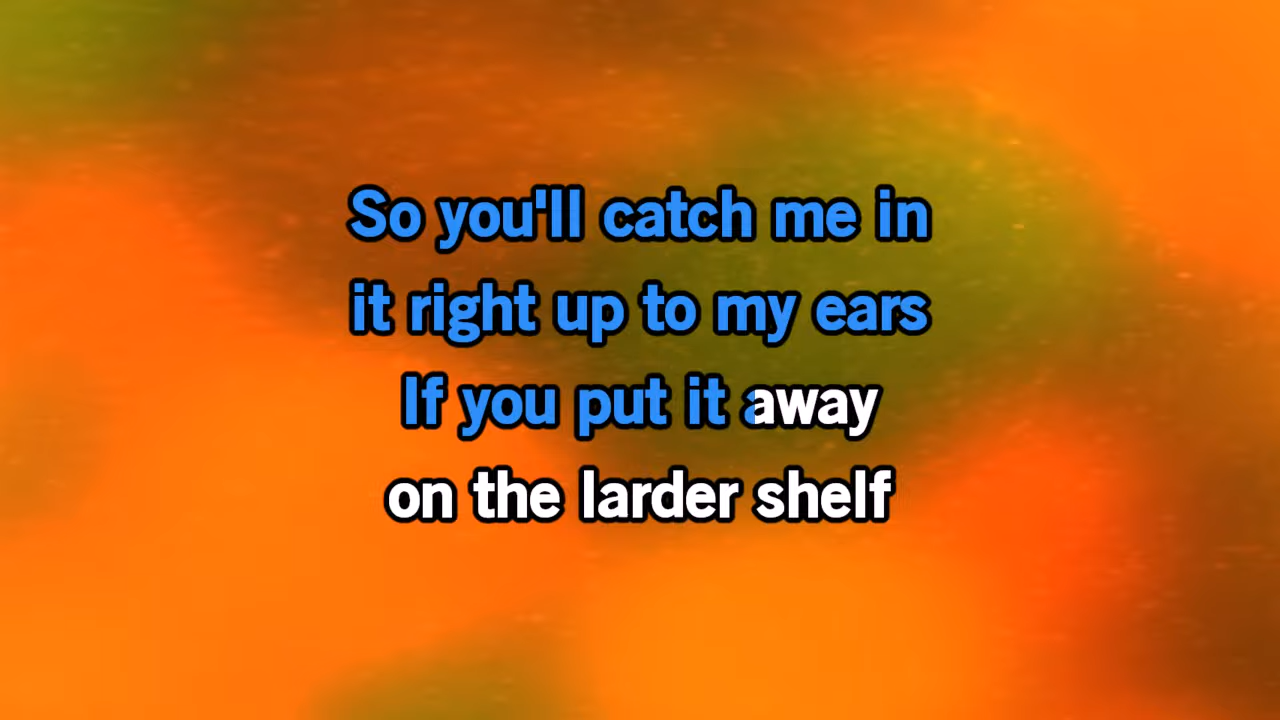 So you'll catch me in
it right up to my ears
If you put it away
on the larder shelf